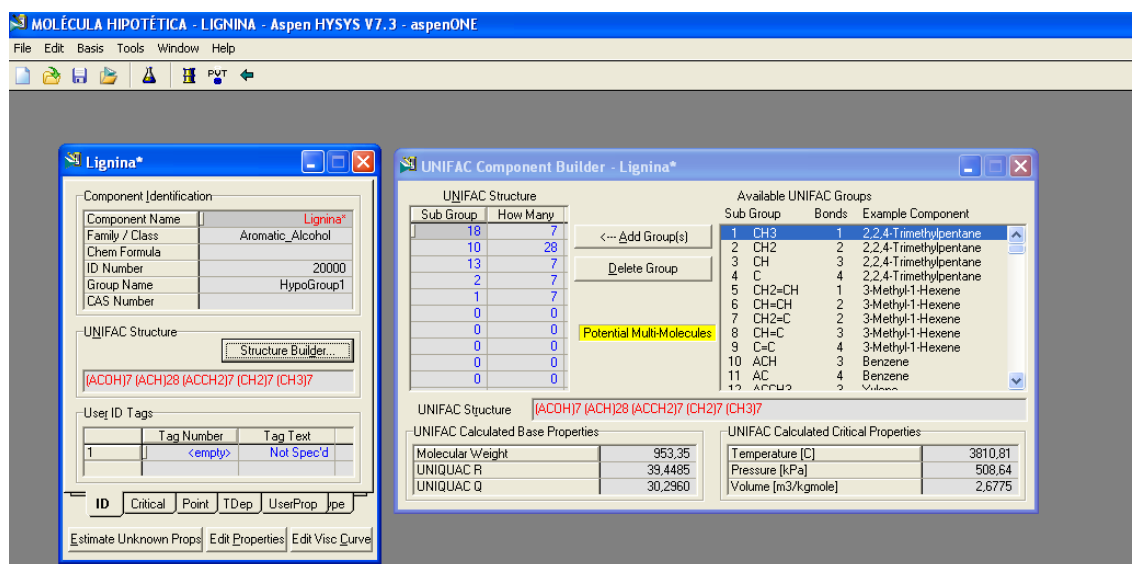 MOLÉCULA HIPOTÉTICA - LIGNINA - Aspen HYSYS V7.3 - aspenONE
File Edit Basis Tools Window Help
PVT
Lignina*
Component Identification
Component Name Lignina*
Family / Class Aromatic_Alcohol
Chem Formula
ID Number 20000
Group Name HypoGroup1
CAS Number
UNIFAC Structure
Structure Builder...
(ACOH)7 (ACH)28 (ACCH2)7 (CH2)7 (CH3)7
User ID Tags
Tag Number Tag Text
1 <empty> Not Spec'd
ID Critical Point TDep UserProp
Estimate Unknown Props Edit Properties Edit Visc Curve
UNIFAC Component Builder - Lignina*
UNIFAC Structure
Sub Group How Many
18 7
10 28
13 7
2 7
1 7
0 0
0 0
0 0
0 0
0 0
<--- Add Group(s)
Delete Group
Potential Multi-Molecules
Available UNIFAC Groups
Sub Group Bonds Example Component
1 CH3 1 2,2,4-Trimethylpentane
2 CH2 2 2,2,4-Trimethylpentane
3 CH 3 2,2,4-Trimethylpentane
4 C 4 2,2,4-Trimethylpentane
5 CH2=CH 1 3-Methyl-1-Hexene
6 CH=CH 2 3-Methyl-1-Hexene
7 CH2=C 2 3-Methyl-1-Hexene
8 CH=C 3 3-Methyl-1-Hexene
9 C=C 4 3-Methyl-1-Hexene
10 ACH 3 Benzene
11 AC 4 Benzene
UNIFAC Structure (ACOH)7 (ACH)28 (ACCH2)7 (CH2)7 (CH3)7
UNIFAC Calculated Base Properties
Molecular Weight 953,35
UNIQUAC R 39,4485
UNIQUAC Q 30,2960
UNIFAC Calculated Critical Properties
Temperature [C] 3810,81
Pressure [kPa] 508,64
Volume [m3/kgmole] 2,6775